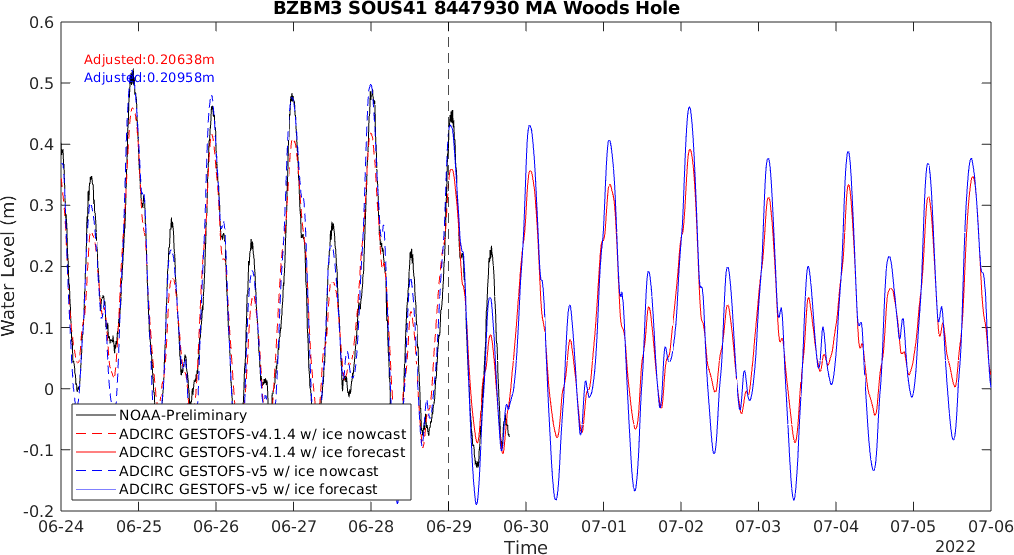 BZBM3 SOUS41 8447930 MA Woods Hole
Adjusted:0.20638m
Adjusted:0.20958m
0.6
0.5
0.4
0.3
0.2
0.1
0
-0.1
-0.2
Water Level (m)
NOAA-Preliminary
ADCIRC GESTOFS-v4.1.4 w/ ice nowcast
ADCIRC GESTOFS-v4.1.4 w/ ice forecast
ADCIRC GESTOFS-v5 w/ ice nowcast
ADCIRC GESTOFS-v5 w/ ice forecast
06-24 06-25 06-26 06-27 06-28 06-29 06-30 07-01 07-02 07-03 07-04 07-05 07-06
Time
2022